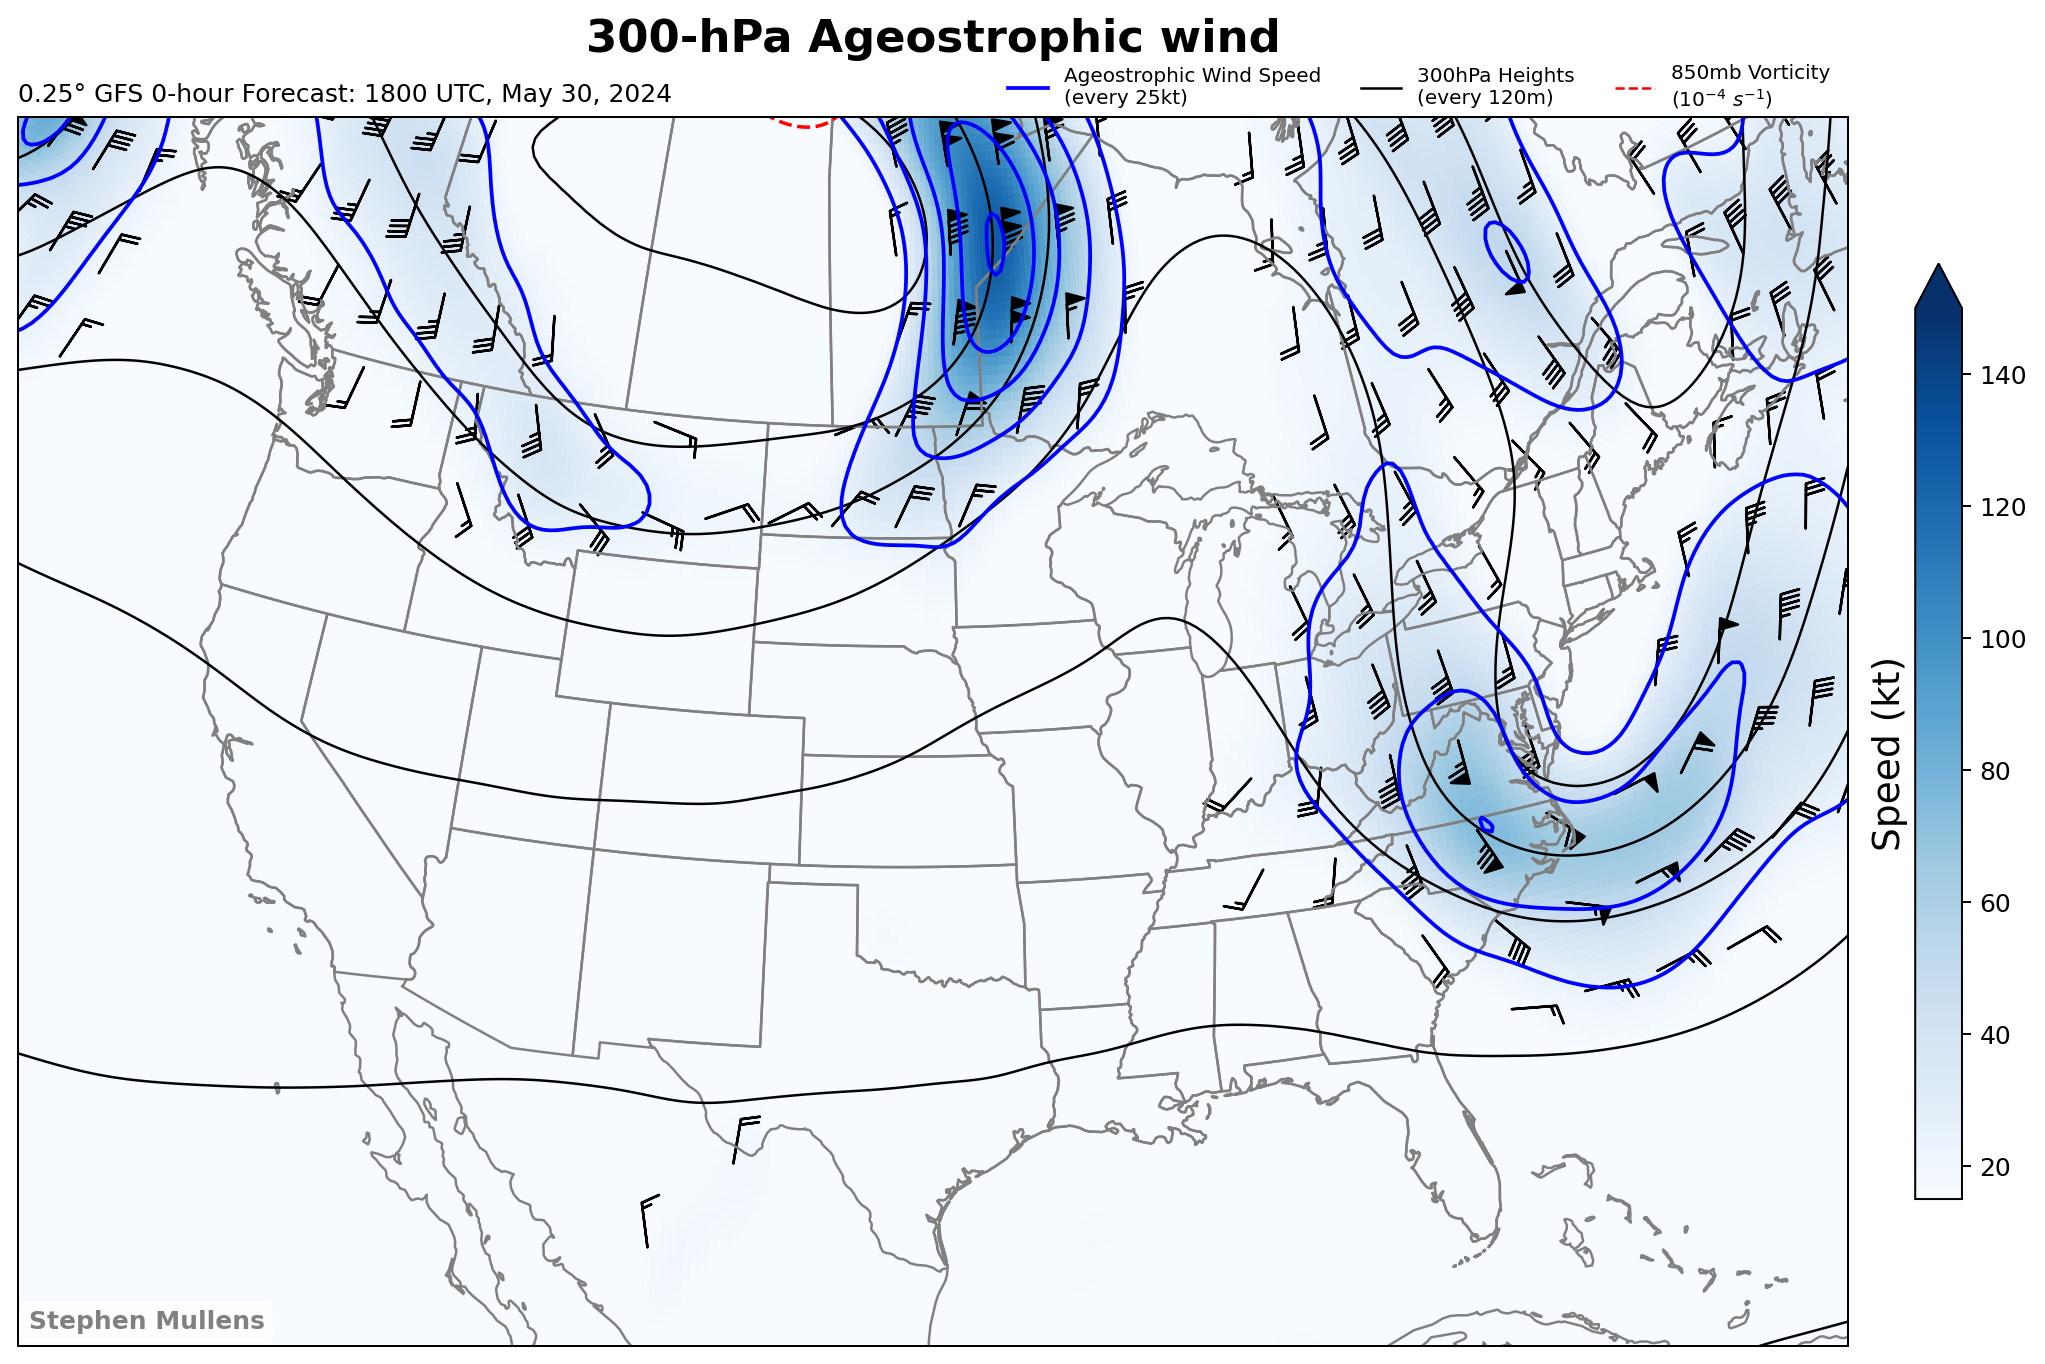 300-hPa Ageostrophic wind
0.25° GFS 0-hour Forecast: 1800 UTC, May 30, 2024
Ageostrophic Wind Speed
(every 25kt)
300hPa Heights
(every 120m)
850mb Vorticity
(10⁻⁴ s⁻¹)
140
120
100
80
60
40
20
Speed (kt)
Stephen Mullens